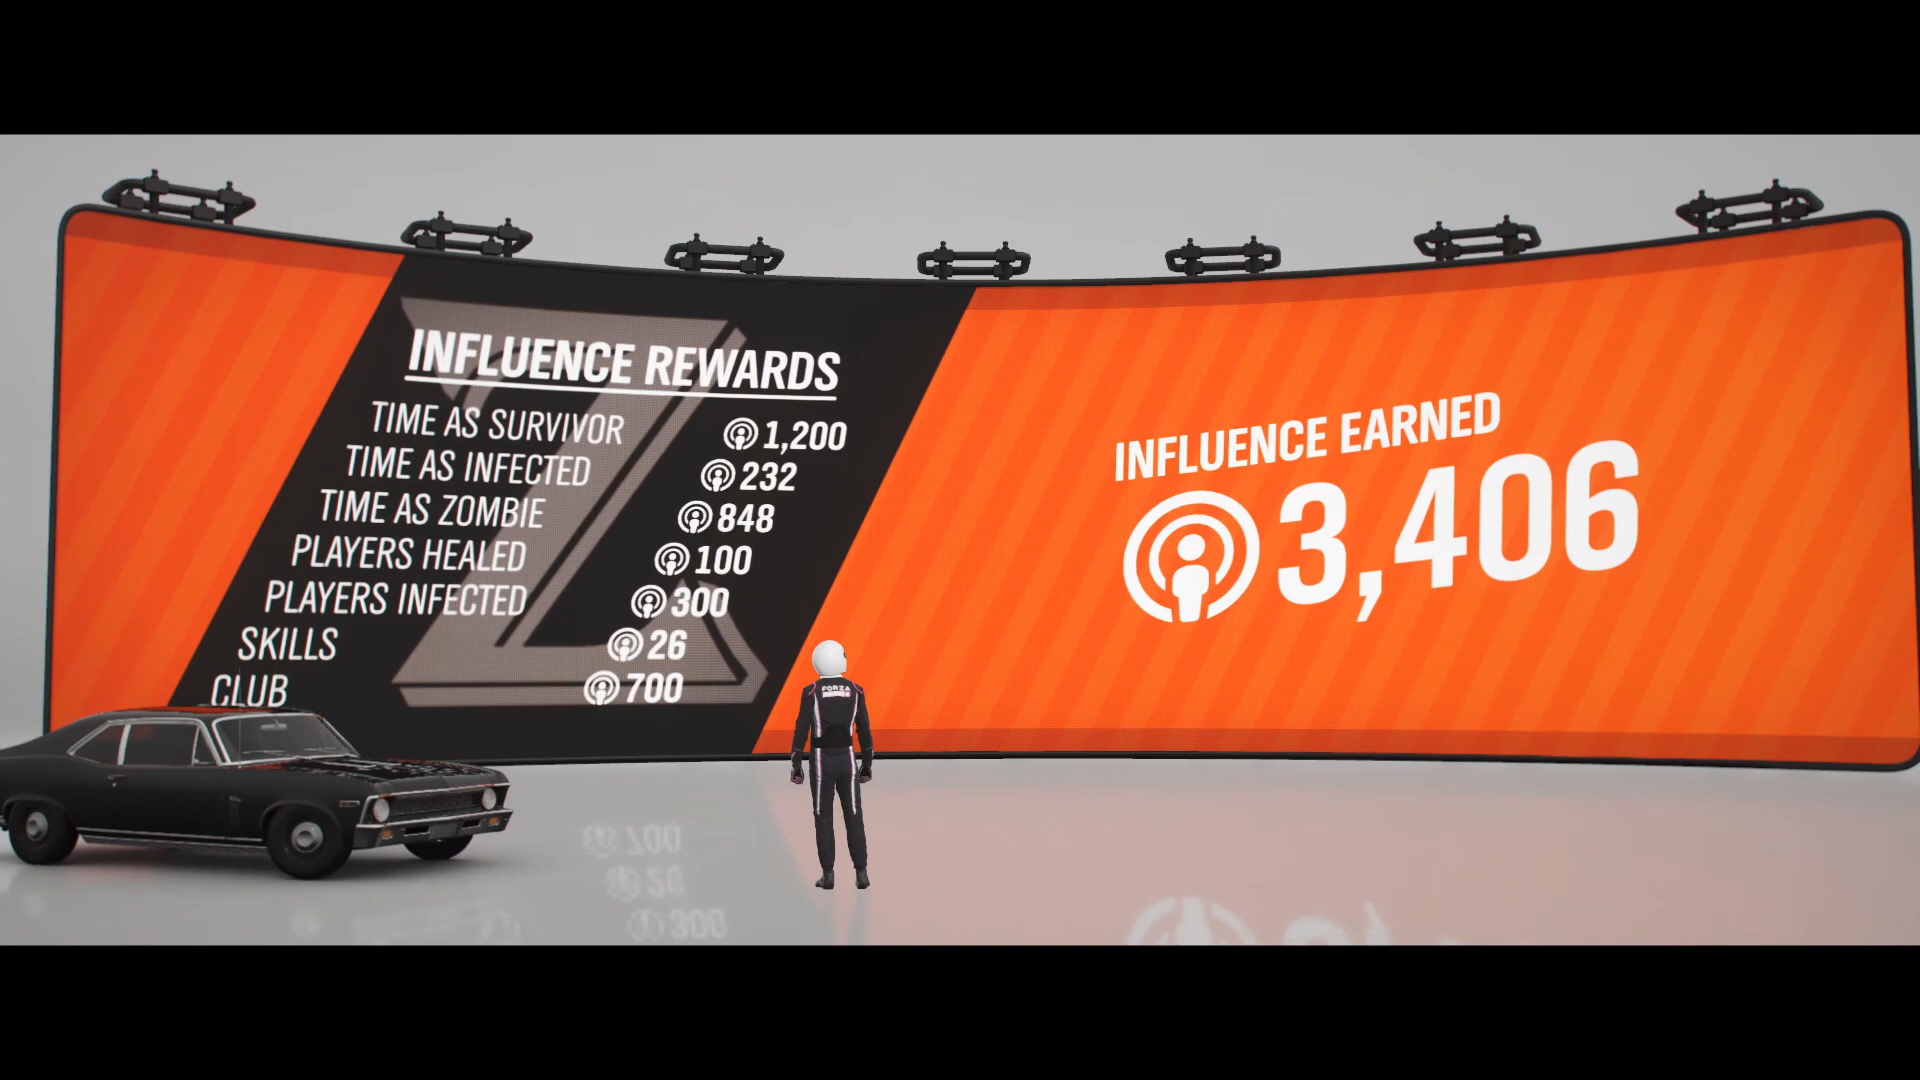 INFLUENCE REWARDS
TIME AS SURVIVOR 1,200
TIME AS INFECTED 232
TIME AS ZOMBIE 848
PLAYERS HEALED 100
PLAYERS INFECTED 300
SKILLS 26
CLUB 700
INFLUENCE EARNED
3,406
FORZA